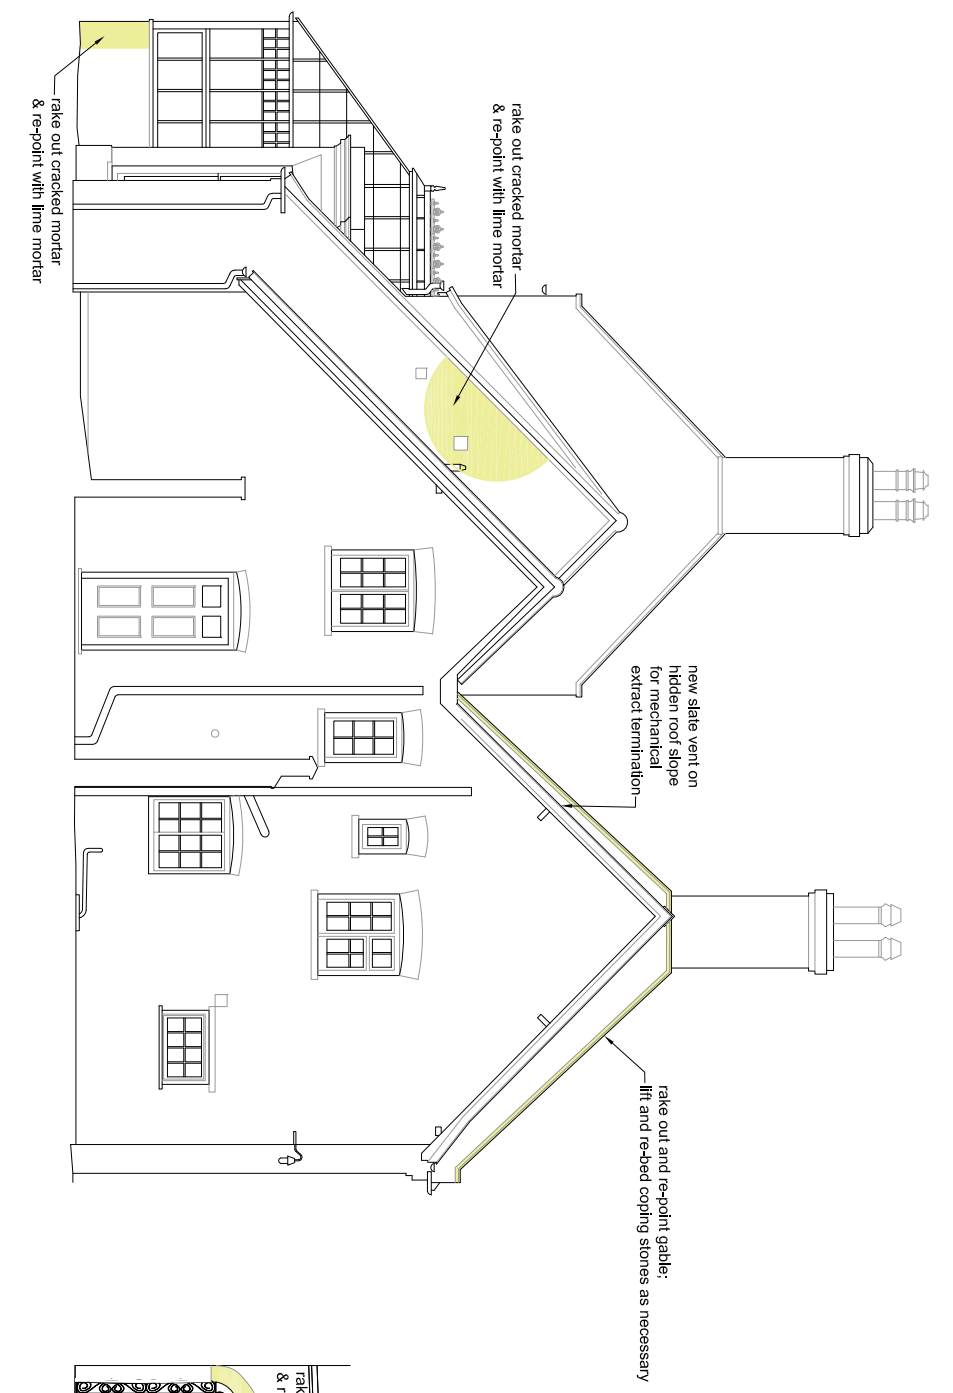 rake out cracked mortar
& re-point with lime mortar
rake out cracked mortar
& re-point with lime mortar
new slate vent on
hidden roof slope
for mechanical
extract termination
rake out and re-point gable;
lift and re-bed coping stones as necessary